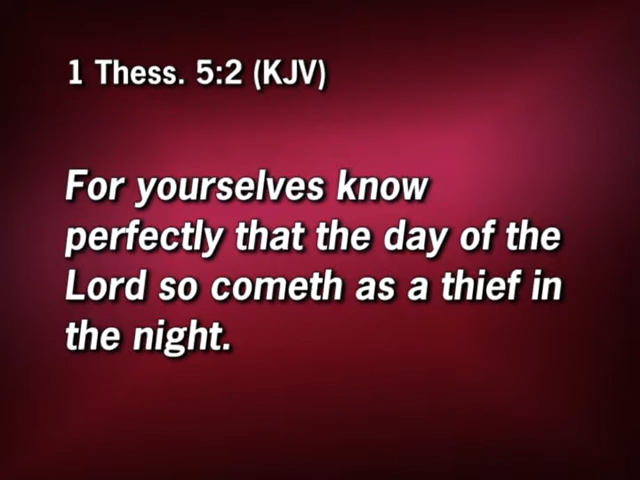 1 Thess. 5:2 (KJV)
For yourselves know
perfectly that the day of the
Lord so cometh as a thief in
the night.